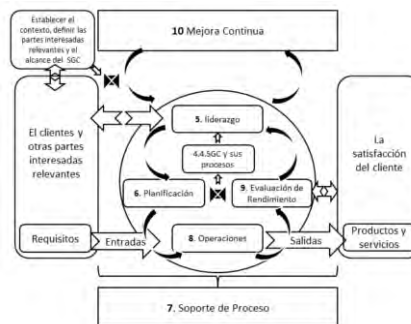 Establecer el
contexto, definir las
partes interesadas
relevantes y el
alcance del SGC
10 Mejora Continua
El clientes y
otras partes
interesadas
relevantes
Requisitos
Entradas
5. liderazgo
4.4.SGC y sus
procesos
6. Planificación
9. Evaluación de
Rendimiento
8. Operaciones
Salidas
La
satisfacción
del cliente
Productos y
servicios
7. Soporte de Proceso